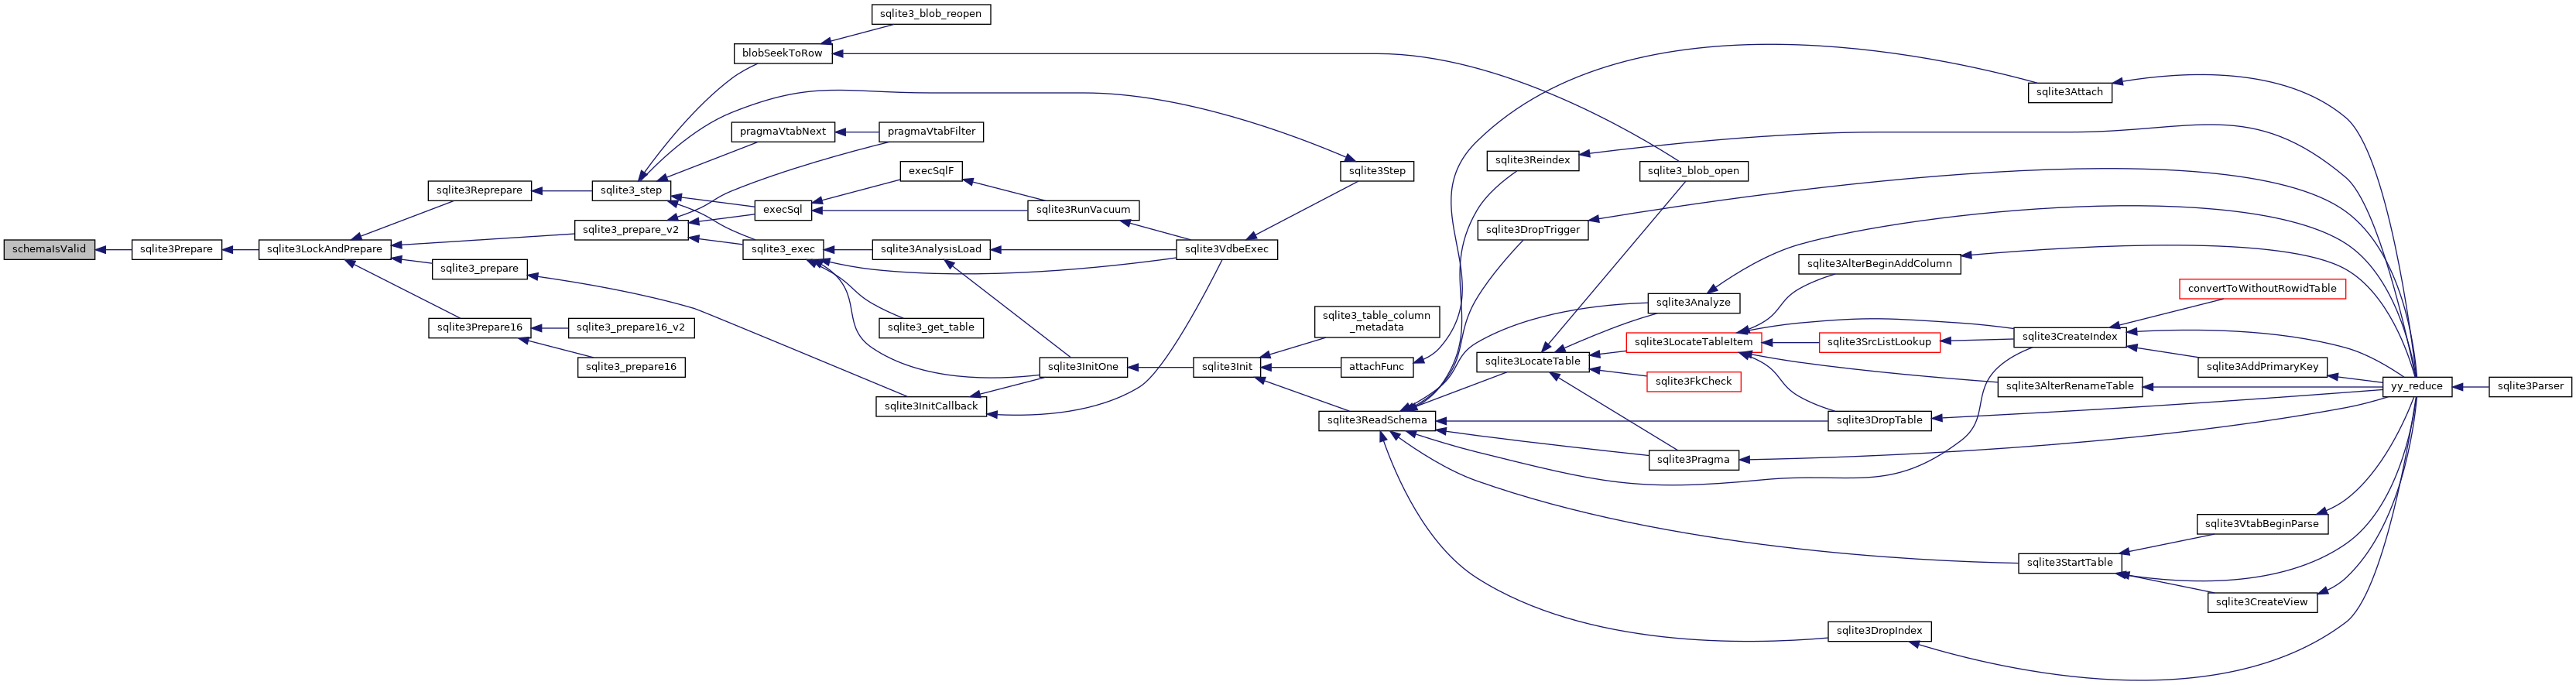 sqlite3_blob_reopen
blobSeekToRow
sqlite3Attach
pragmaVtabNext
pragmaVtabFilter
sqlite3Reindex
execSqlF
sqlite3Step
sqlite3_blob_open
sqlite3Reprepare
sqlite3_step
execSql
sqlite3RunVacuum
sqlite3_prepare_v2
sqlite3DropTrigger
schemaIsValid
sqlite3Prepare
sqlite3LockAndPrepare
sqlite3_exec
sqlite3AnalysisLoad
sqlite3VdbeExec
sqlite3AlterBeginAddColumn
sqlite3_prepare
convertToWithoutRowidTable
sqlite3Analyze
sqlite3_table_column
_metadata
sqlite3Prepare16
sqlite3_prepare16_v2
sqlite3_get_table
sqlite3LocateTableItem
sqlite3SrcListLookup
sqlite3CreateIndex
sqlite3LocateTable
sqlite3_prepare16
sqlite3InitOne
sqlite3Init
attachFunc
sqlite3AddPrimaryKey
sqlite3FkCheck
sqlite3AlterRenameTable
yy_reduce
sqlite3Parser
sqlite3InitCallback
sqlite3ReadSchema
sqlite3DropTable
sqlite3Pragma
sqlite3VtabBeginParse
sqlite3StartTable
sqlite3CreateView
sqlite3DropIndex